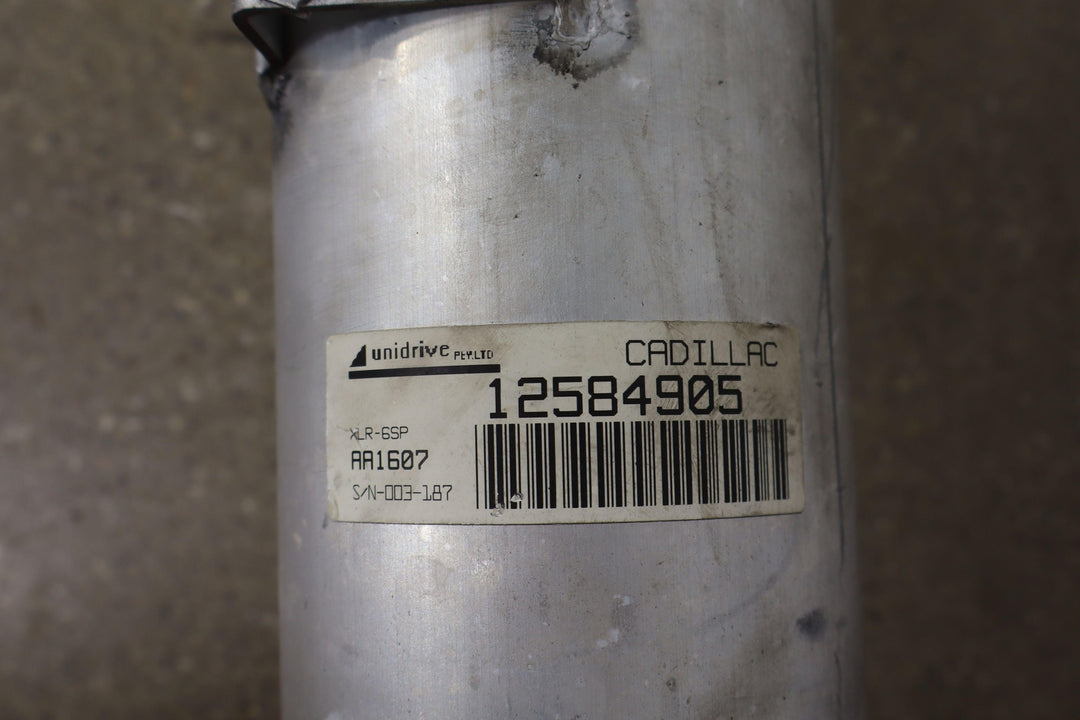 unidrive PTY.LTD
CADILLAC
12584905
XLR-6SP
AA1607
S/N-003-187